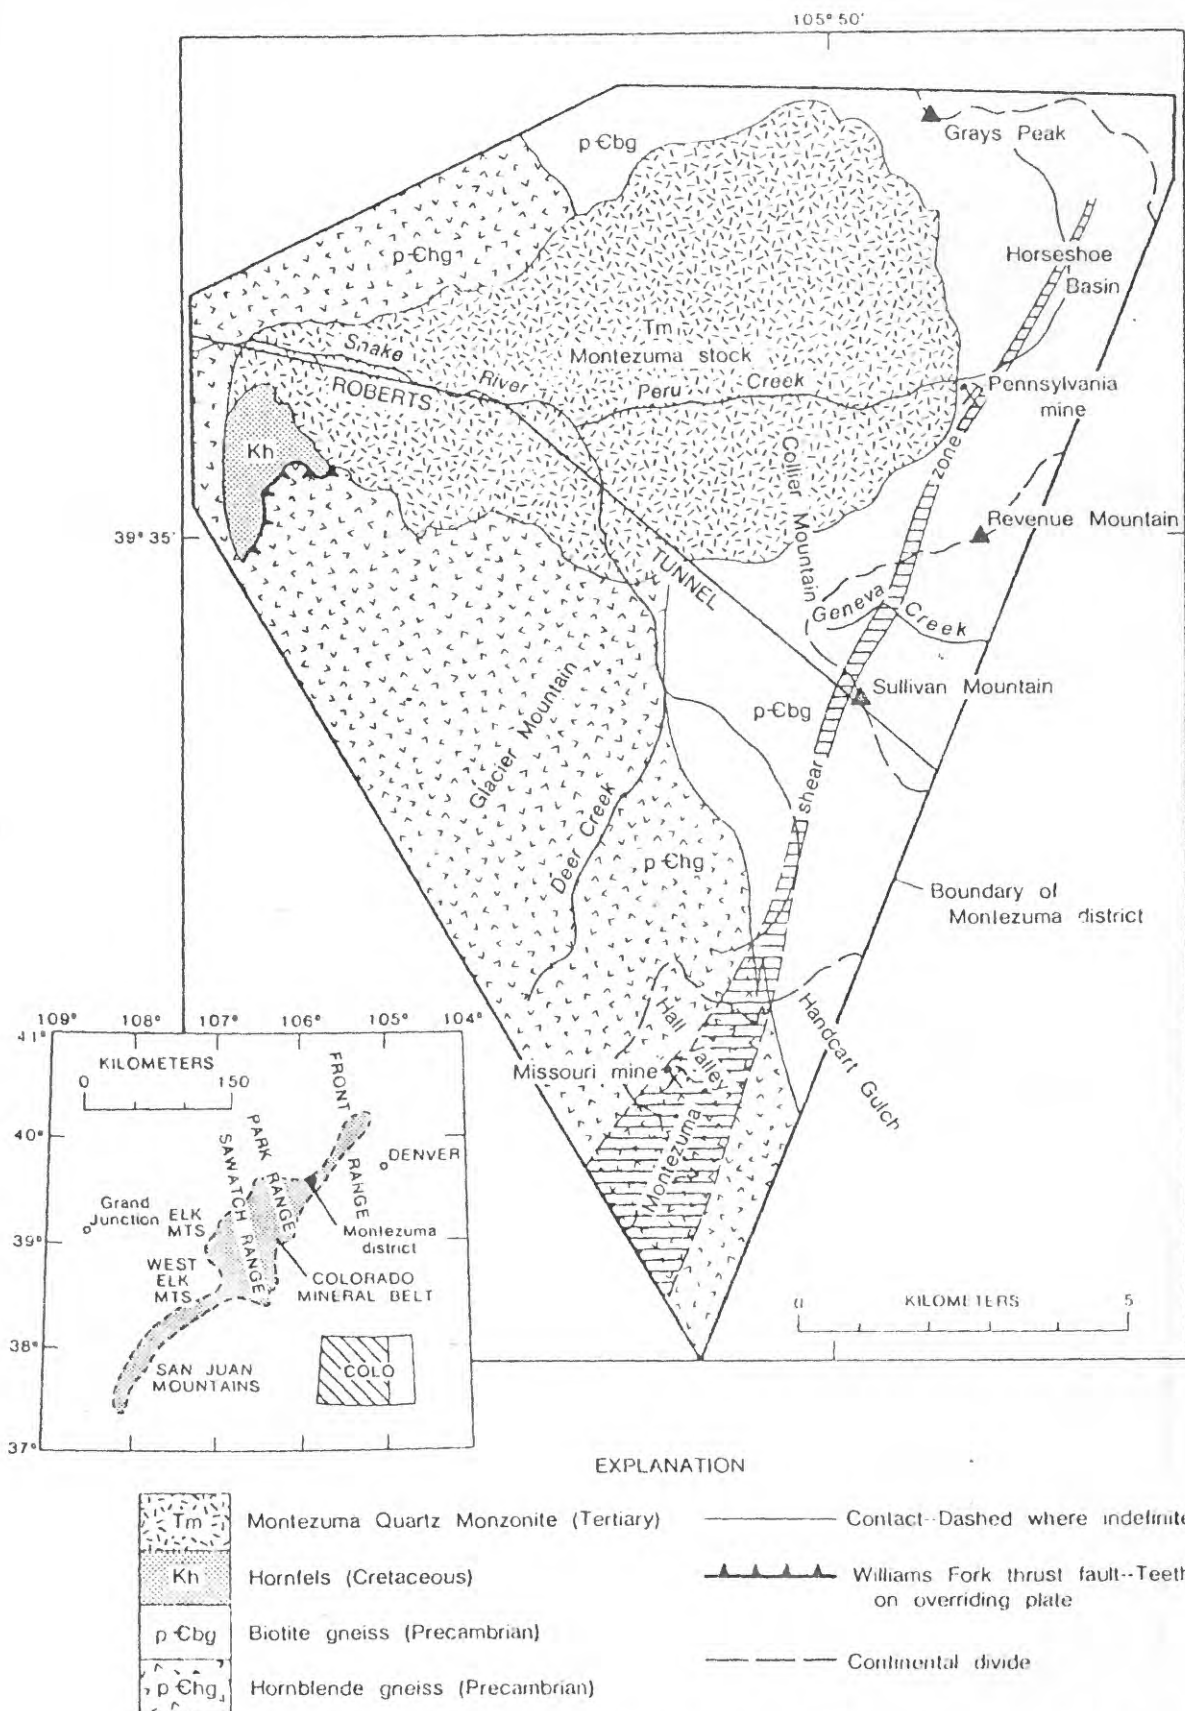 105° 50'
p-Ꞓbg
Grays Peak
p-Ꞓhg
Horseshoe
Basin
Tm
Montezuma stock
Snake
River
Peru Creek
ROBERTS
TUNNEL
Pennsylvania
mine
Kh
Collier Mountain
zone
39° 35'
Revenue Mountain
Geneva
Creek
Sullivan Mountain
p-Ꞓbg
Glacier Mountain
shear
Deer Creek
p-Ꞓhg
Boundary of
Montezuma district
Hall Valley
Handcart Gulch
Missouri mine
Montezuma
0 KILOMETERS 5
109° 108° 107° 106° 105° 104°
41°
KILOMETERS
0 150
FRONT RANGE
PARK RANGE
SAWATCH RANGE
40°
DENVER
Grand
Junction
ELK
MTS
Montezuma
district
39°
WEST
ELK
MTS
COLORADO
MINERAL BELT
38°
SAN JUAN
MOUNTAINS
COLO
37°
EXPLANATION
Tm Montezuma Quartz Monzonite (Tertiary)
Kh Hornfels (Cretaceous)
p-Ꞓbg Biotite gneiss (Precambrian)
p-Ꞓhg Hornblende gneiss (Precambrian)
Contact--Dashed where indefinite
Williams Fork thrust fault--Teeth
on overriding plate
Continental divide